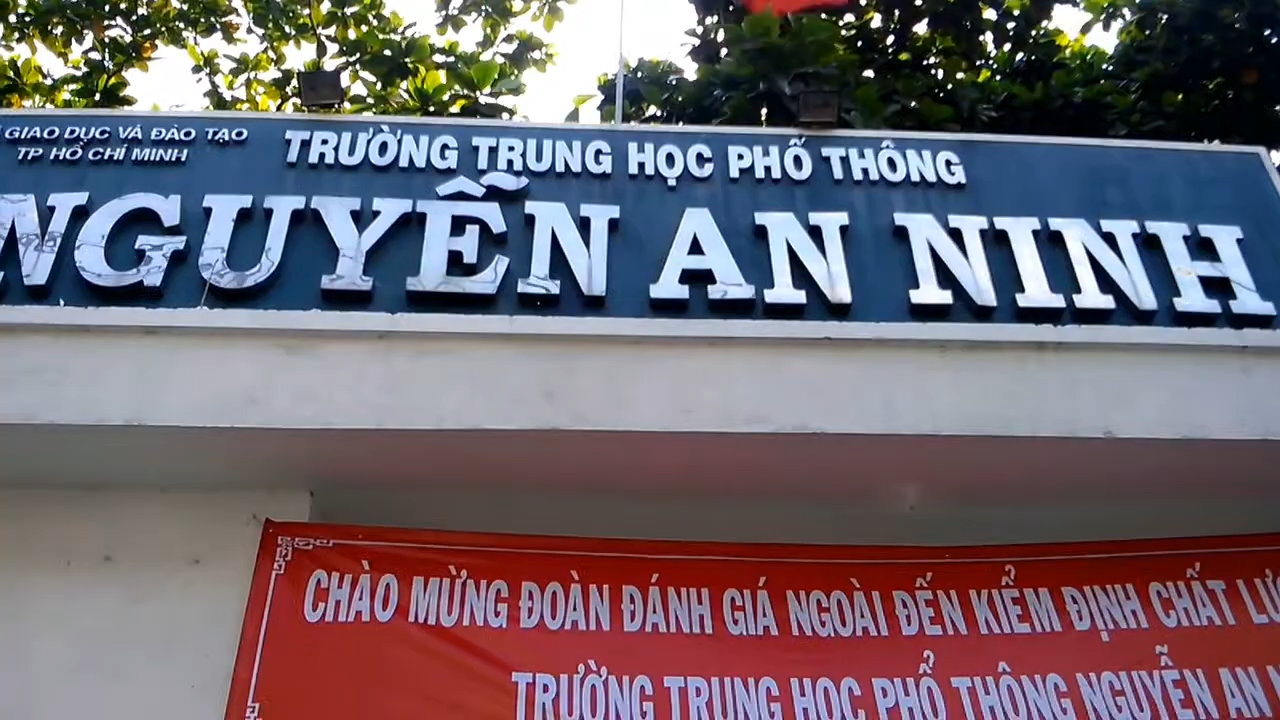 GIAO DỤC VÀ ĐÀO TẠO
TP HỒ CHÍ MINH
TRƯỜNG TRUNG HỌC PHỔ THÔNG
NGUYỄN AN NINH
CHÀO MỪNG ĐOÀN ĐÁNH GIÁ NGOÀI ĐẾN KIỂM ĐỊNH CHẤT
TRƯỜNG TRUNG HỌC PHỔ THÔNG NGUYỄN AN